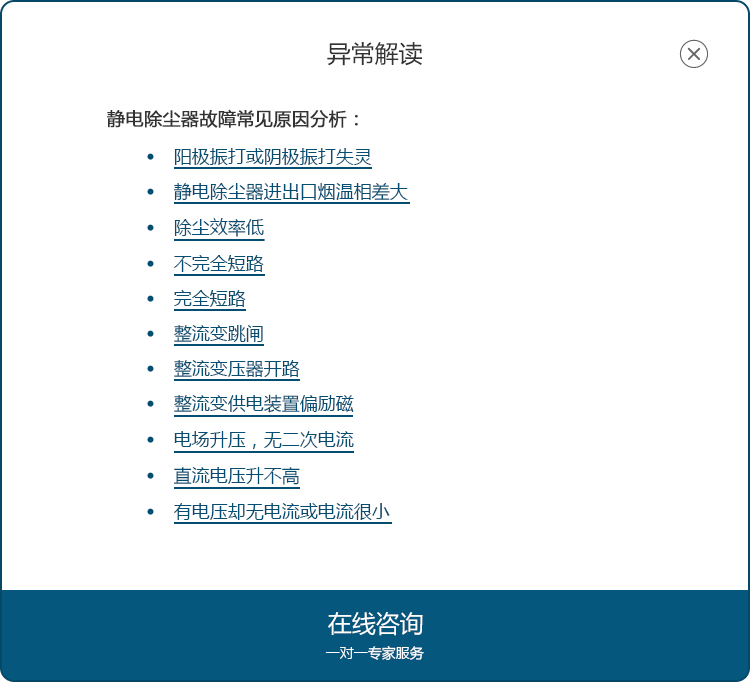 异常解读
静电除尘器故障常见原因分析：
阳极振打或阴极振打失灵
静电除尘器进出口烟温相差大
除尘效率低
不完全短路
完全短路
整流变跳闸
整流变压器开路
整流变供电装置偏励磁
电场升压，无二次电流
直流电压升不高
有电压却无电流或电流很小
在线咨询
一对一专家服务